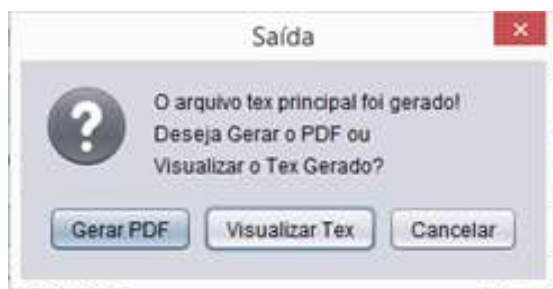 Saída
O arquivo tex principal foi gerado!
Deseja Gerar o PDF ou
Visualizar o Tex Gerado?
Gerar PDF Visualizar Tex Cancelar